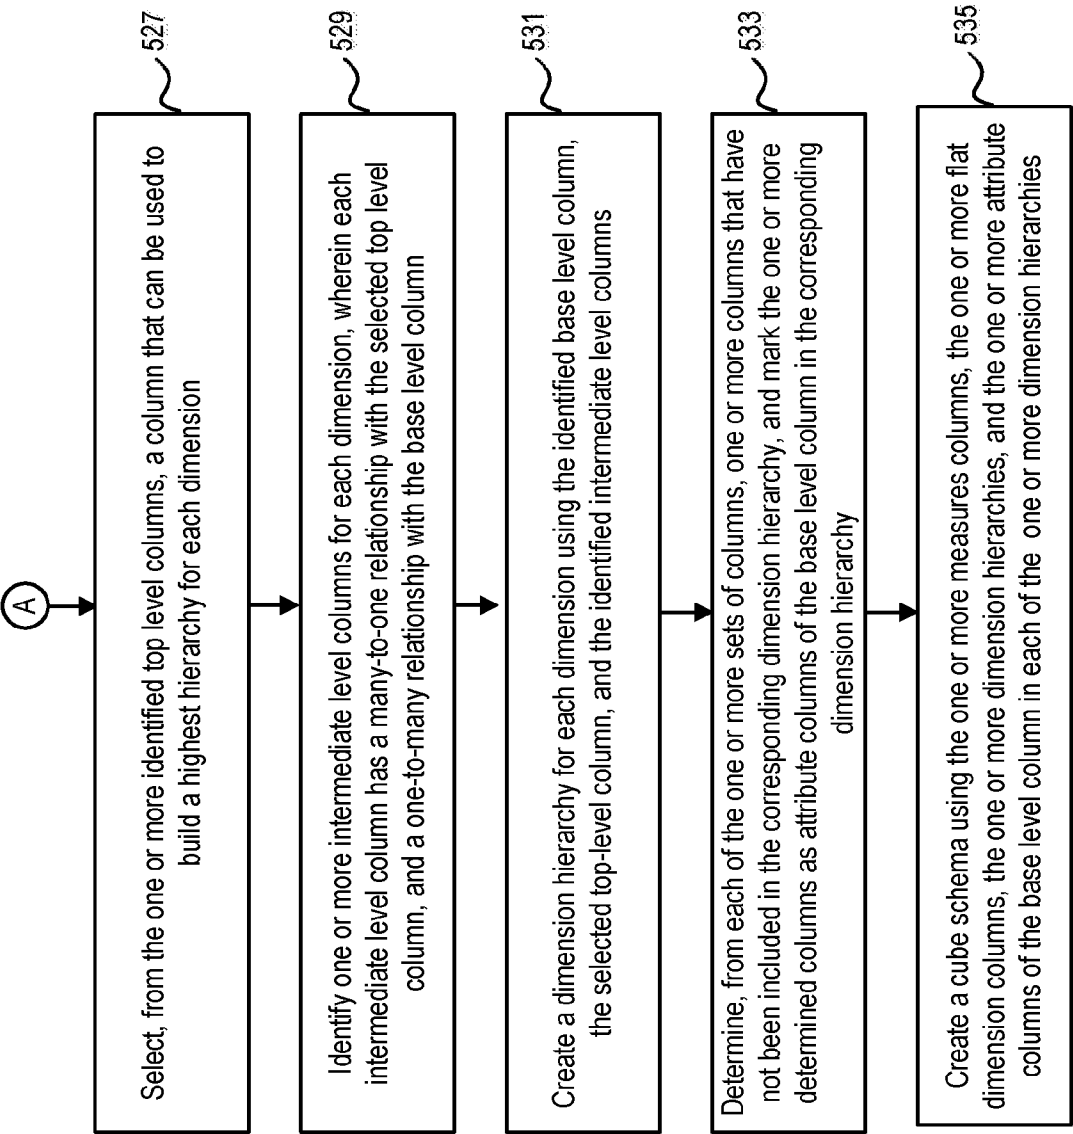 A
527
Select, from the one or more identified top level columns, a column that can be used to
build a highest hierarchy for each dimension
529
Identify one or more intermediate level columns for each dimension, wherein each
intermediate level column has a many-to-one relationship with the selected top level
column, and a one-to-many relationship with the base level column
531
Create a dimension hierarchy for each dimension using the identified base level column,
the selected top-level column, and the identified intermediate level columns
533
Determine, from each of the one or more sets of columns, one or more columns that have
not been included in the corresponding dimension hierarchy, and mark the one or more
determined columns as attribute columns of the base level column in the corresponding
dimension hierarchy
535
Create a cube schema using the one or more measures columns, the one or more flat
dimension columns, the one or more dimension hierarchies, and the one or more attribute
columns of the base level column in each of the one or more dimension hierarchies